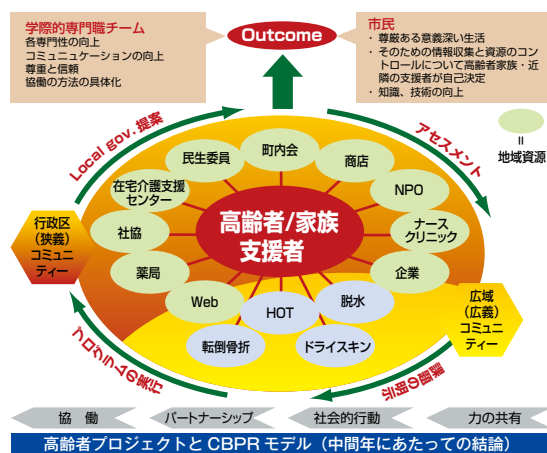 学際的専門職チーム
各専門性の向上
コミュニュケーションの向上
尊重と信頼
協働の方法の具体化
Outcome
市民
・尊厳ある意義深い生活
・そのための情報収集と資源のコン
トロールについて高齢者家族・近
隣の支援者が自己決定
・知識、技術の向上
Local gov. 提案
アセスメント
=
地域資源
民生委員
町内会
商店
在宅介護支援
センター
NPO
社協
ナース
クリニック
薬局
企業
Web
HOT
脱水
転倒骨折
ドライスキン
高齢者/家族
支援者
行政区
(狭義)
コミュニ
ティー
広域
(広義)
コミュニ
ティー
プログラムの実行
課題の明示
協働
パートナーシップ
社会的行動
力の共有
高齢者プロジェクトと CBPR モデル(中間年にあたっての結論)